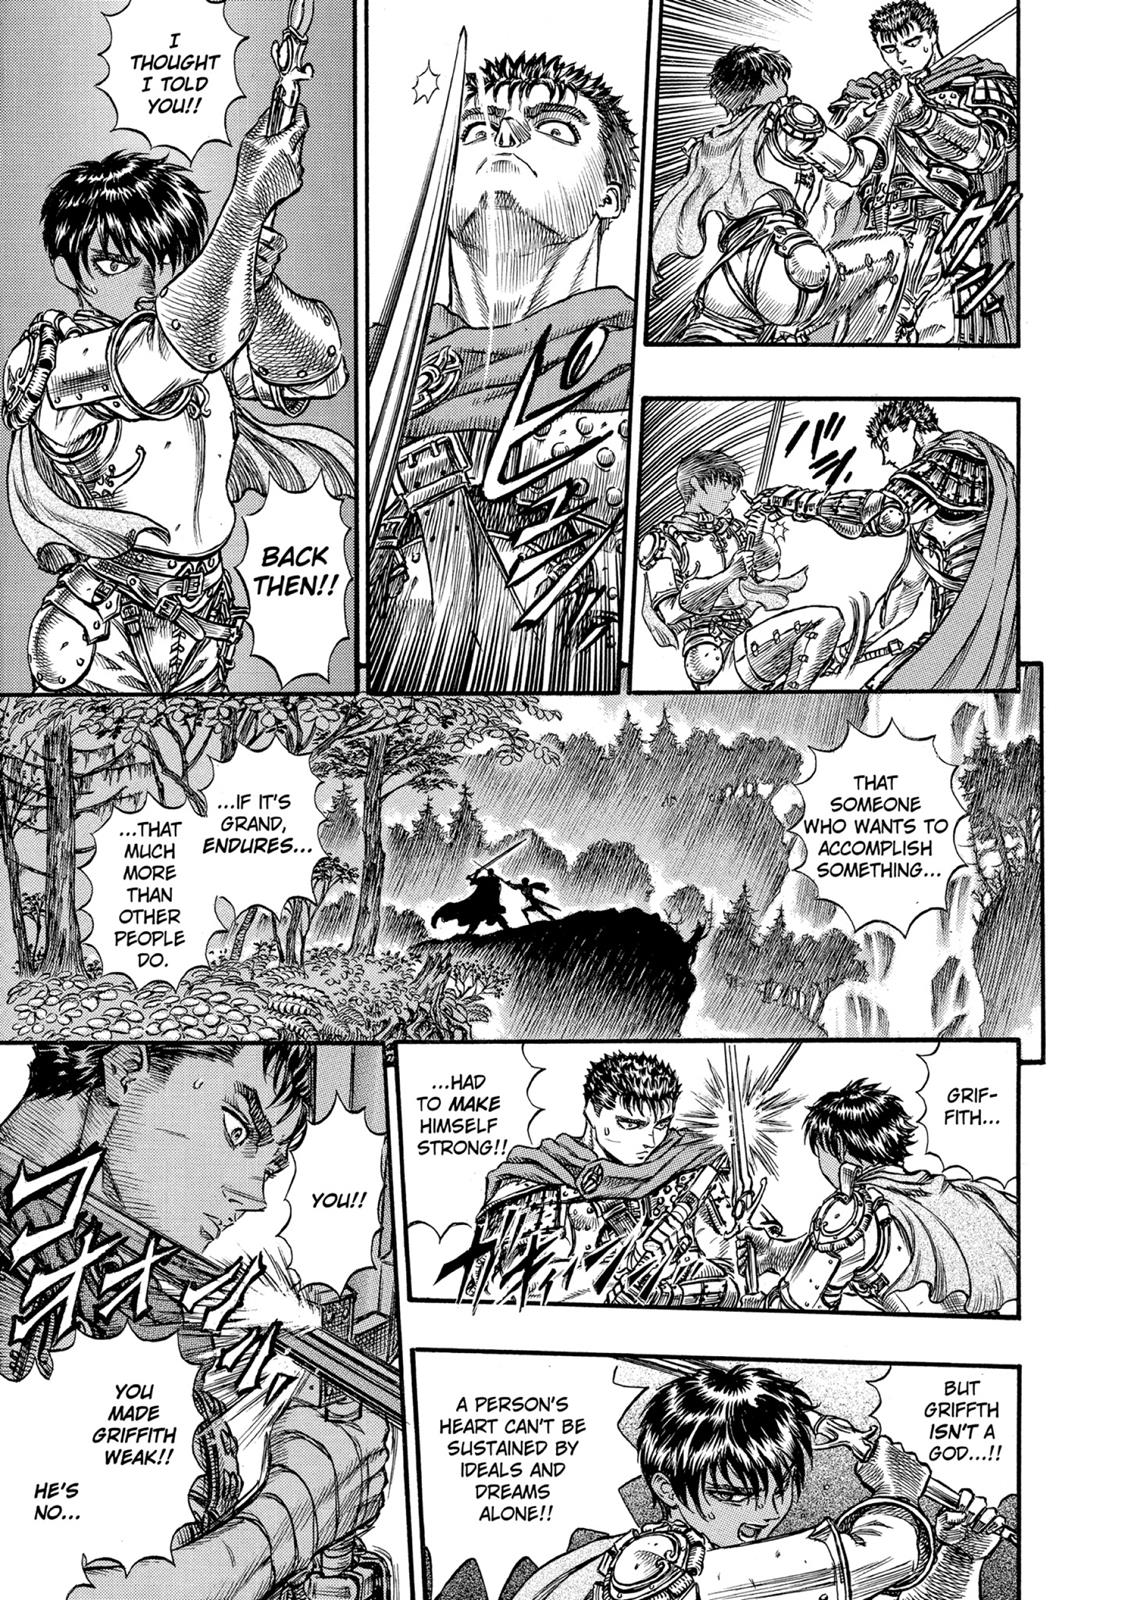 I
THOUGHT
I TOLD
YOU!!
BACK
THEN!!
THAT
SOMEONE
WHO WANTS TO
ACCOMPLISH
SOMETHING...
...IF IT'S
GRAND,
ENDURES...
...THAT
MUCH
MORE
THAN
OTHER
PEOPLE
DO.
GRIF-
FITH...
...HAD
TO MAKE
HIMSELF
STRONG!!
BUT
GRIFFTH
ISN'T A
GOD...!!
A PERSON'S
HEART CAN'T BE
SUSTAINED BY
IDEALS AND
DREAMS
ALONE!!
YOU!!
YOU
MADE
GRIFFITH
WEAK!!
HE'S
NO...